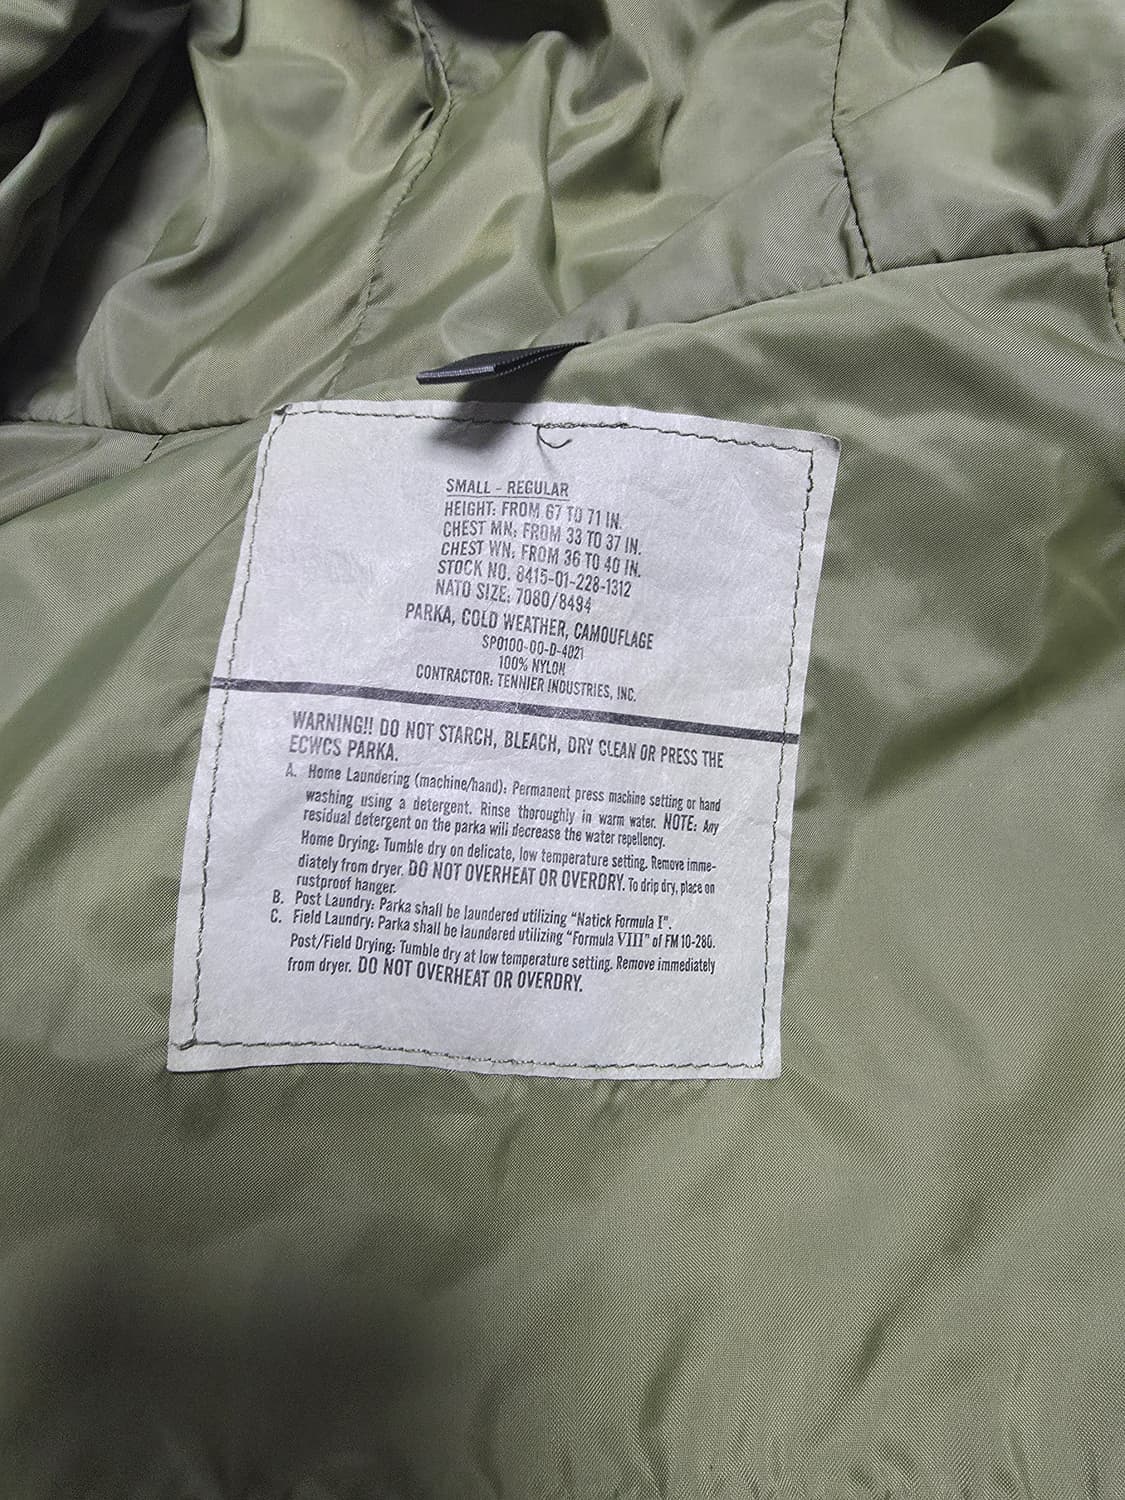 SMALL - REGULAR
HEIGHT: FROM 67 TO 71 IN.
CHEST MN: FROM 33 TO 37 IN.
CHEST WN: FROM 36 TO 40 IN.
STOCK NO. 8415-01-228-1312
NATO SIZE: 7080/8494
PARKA, COLD WEATHER, CAMOUFLAGE
SPO100-00-D-4021
100% NYLON
CONTRACTOR: TENNIER INDUSTRIES, INC.
WARNING!! DO NOT STARCH, BLEACH, DRY CLEAN OR PRESS THE
ECWCS PARKA.
A. Home Laundering (machine/hand): Permanent press machine setting or hand
washing using a detergent. Rinse thoroughly in warm water. NOTE: Any
residual detergent on the parka will decrease the water repellency.
Home Drying: Tumble dry on delicate, low temperature setting. Remove imme-
diately from dryer. DO NOT OVERHEAT OR OVERDRY. To drip dry, place on
rustproof hanger.
B. Post Laundry: Parka shall be laundered utilizing "Natick Formula I".
C. Field Laundry: Parka shall be laundered utilizing "Formula VIII" of FM 10-280.
Post/Field Drying: Tumble dry at low temperature setting. Remove immediately
from dryer. DO NOT OVERHEAT OR OVERDRY.